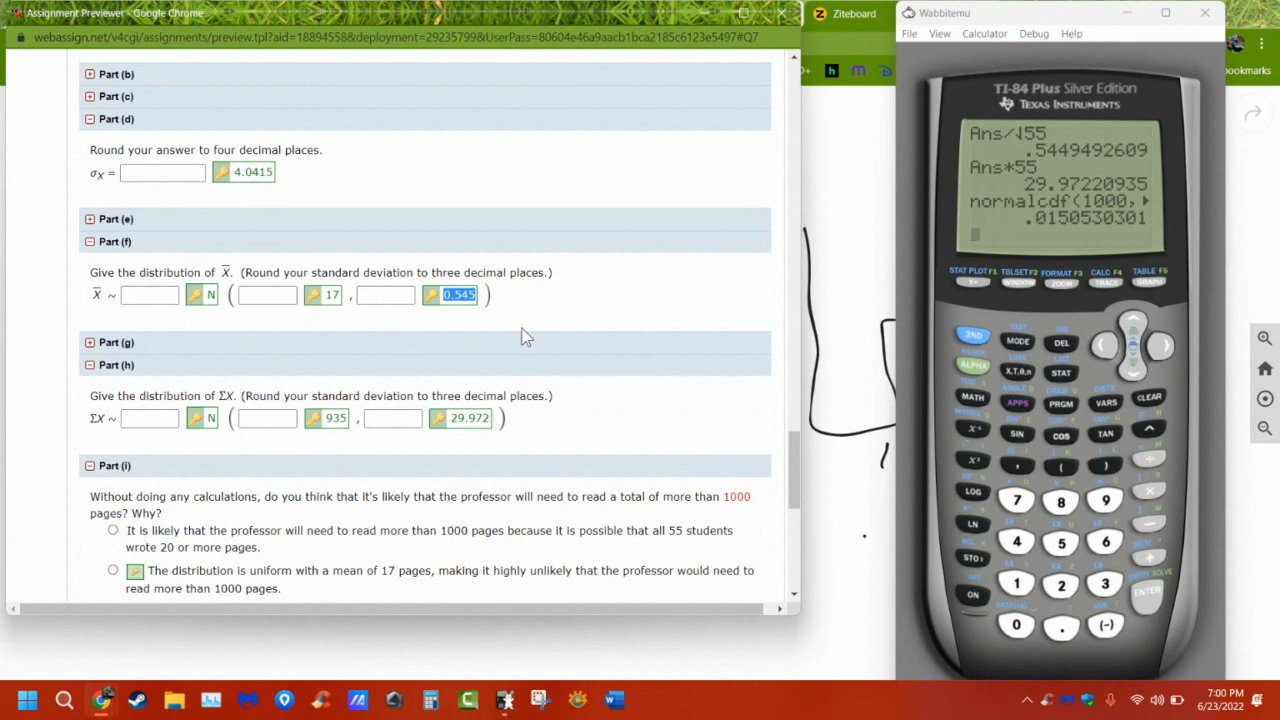 Assignment Previewer - Google Chrome
webassign.net/v4cgi/assignments/preview.tpl?aid=18894558&deployment=29235799&UserPass=80604e46a9aacb1bca2185c6123e5497#Q7
Part (b)
Part (c)
Part (d)
Round your answer to four decimal places.
σX = 4.0415
Part (e)
Part (f)
Give the distribution of X̅. (Round your standard deviation to three decimal places.)
X̅ ~ N ( 17 , 0.545 )
Part (g)
Part (h)
Give the distribution of ΣX. (Round your standard deviation to three decimal places.)
ΣX ~ N ( 935 , 29.972 )
Part (i)
Without doing any calculations, do you think that it's likely that the professor will need to read a total of more than 1000
pages? Why?
It is likely that the professor will need to read more than 1000 pages because it is possible that all 55 students
wrote 20 or more pages.
The distribution is uniform with a mean of 17 pages, making it highly unlikely that the professor would need to
read more than 1000 pages.
Z Ziteboard
h
bookmarks
Wabbitemu
File View Calculator Debug Help
TI-84 Plus Silver Edition
TEXAS INSTRUMENTS
Ans/√55
.5449492609
Ans*55
29.97220935
normalcdf(1000,
.0150530301
STAT PLOT F1 TBLSET F2 FORMAT F3 CALC F4 TABLE F5
Y= WINDOW ZOOM TRACE GRAPH
2ND MODE DEL
ALPHA X,T,θ,n STAT
MATH APPS PRGM VARS CLEAR
X⁻¹ SIN COS TAN ^
X² , ( ) ÷
LOG 7 8 9 ×
LN 4 5 6 −
STO› 1 2 3 +
ON 0 . (−) ENTER
7:00 PM
6/23/2022